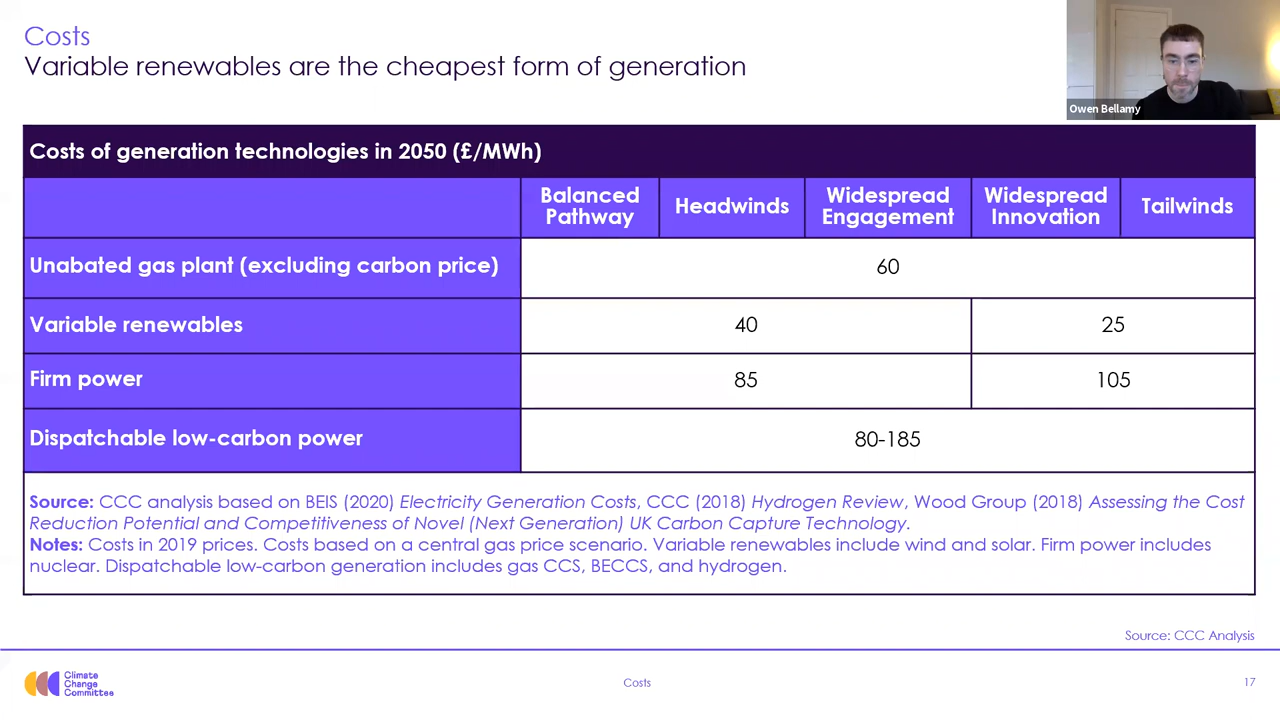 Costs
Variable renewables are the cheapest form of generation
Owen Bellamy
Costs of generation technologies in 2050 (£/MWh)
Balanced
Pathway
Headwinds
Widespread
Engagement
Widespread
Innovation
Tailwinds
Unabated gas plant (excluding carbon price)
60
Variable renewables
40
25
Firm power
85
105
Dispatchable low-carbon power
80-185
Source: CCC analysis based on BEIS (2020) Electricity Generation Costs, CCC (2018) Hydrogen Review, Wood Group (2018) Assessing the Cost
Reduction Potential and Competitiveness of Novel (Next Generation) UK Carbon Capture Technology.
Notes: Costs in 2019 prices. Costs based on a central gas price scenario. Variable renewables include wind and solar. Firm power includes
nuclear. Dispatchable low-carbon generation includes gas CCS, BECCS, and hydrogen.
Source: CCC Analysis
Climate
Change
Committee
Costs
17